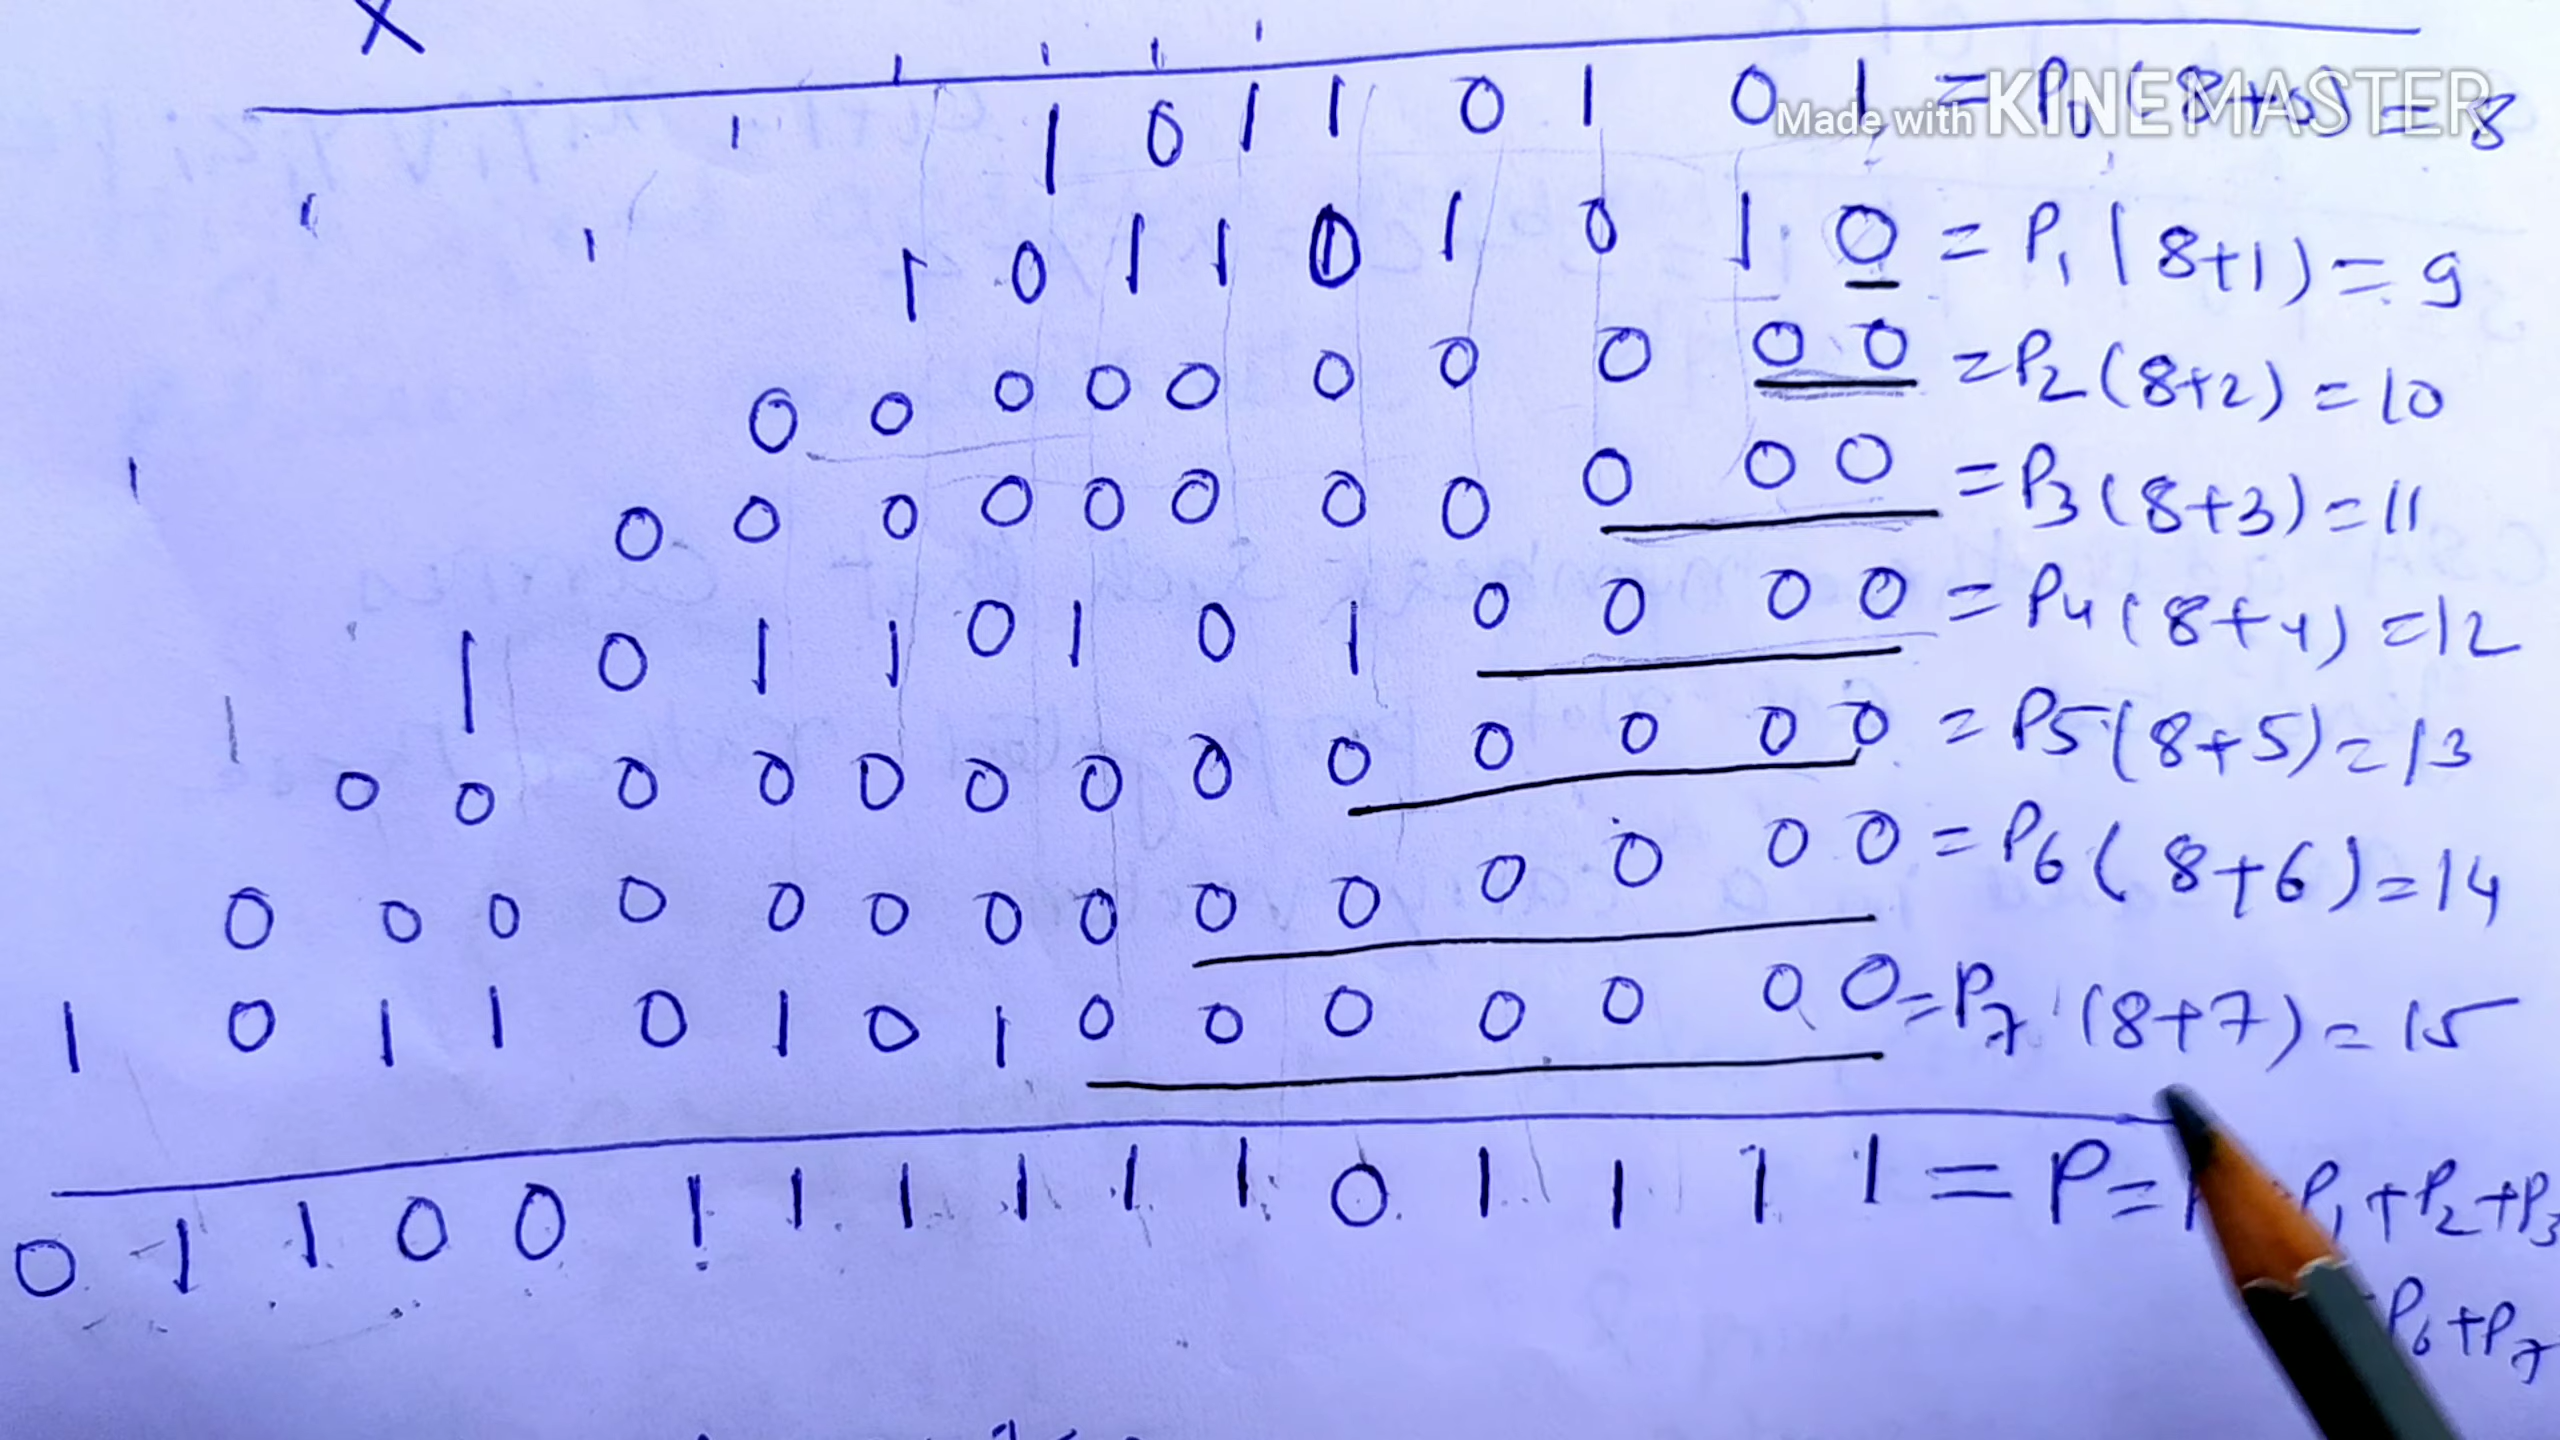 X
1 0 1 1 0 1 0 1 = P0 (8+0) = 8
Made with KINEMASTER
1 0 1 1 0 1 0 1 0 = P1 (8+1) = 9
0 0 0 0 0 0 0 0 0 0 = P2 (8+2) = 10
0 0 0 0 0 0 0 0 0 0 0 = P3 (8+3) = 11
1 0 1 1 0 1 0 1 0 0 0 0 = P4 (8+4) = 12
0 0 0 0 0 0 0 0 0 0 0 0 0 = P5 (8+5) = 13
0 0 0 0 0 0 0 0 0 0 0 0 0 0 = P6 (8+6) = 14
1 0 1 1 0 1 0 1 0 0 0 0 0 0 0 = P7 (8+7) = 15
0 1 1 0 0 1 1 1 1 1 1 0 1 1 1 1 = P = P1 + P2 + P3
P6 + P7